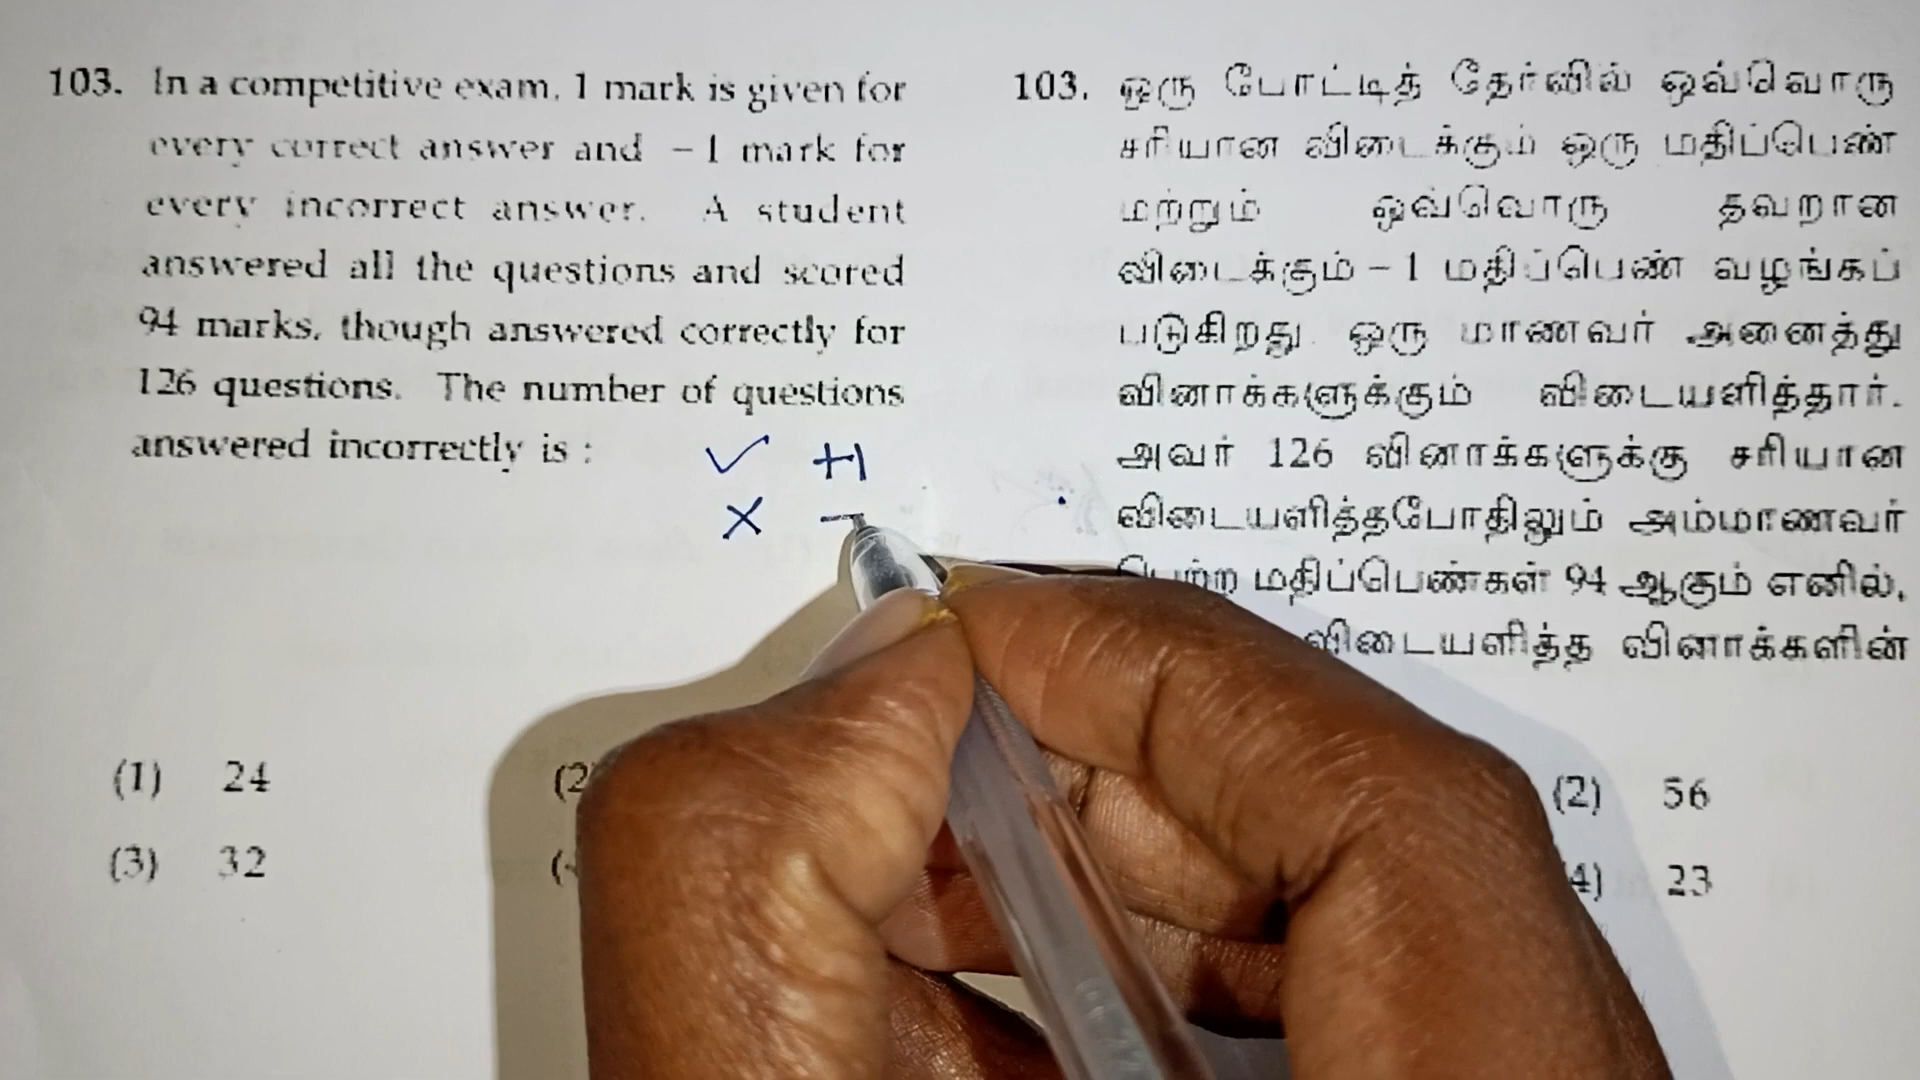 103. In a competitive exam, 1 mark is given for
every correct answer and – 1 mark for
every incorrect answer. A student
answered all the questions and scored
94 marks, though answered correctly for
126 questions. The number of questions
answered incorrectly is :
✓ +1
× –
(1) 24 (2
(3) 32 (
103. ஒரு போட்டித் தேர்வில் ஒவ்வொரு
சரியான விடைக்கும் ஒரு மதிப்பெண்
மற்றும் ஒவ்வொரு தவறான
விடைக்கும் – 1 மதிப்பெண் வழங்கப்
படுகிறது. ஒரு மாணவர் அனைத்து
வினாக்களுக்கும் விடையளித்தார்.
அவர் 126 வினாக்களுக்கு சரியான
விடையளித்தபோதிலும் அம்மாணவர்
பெற்ற மதிப்பெண்கள் 94 ஆகும் எனில்,
விடையளித்த வினாக்களின்
(2) 56
4) 23